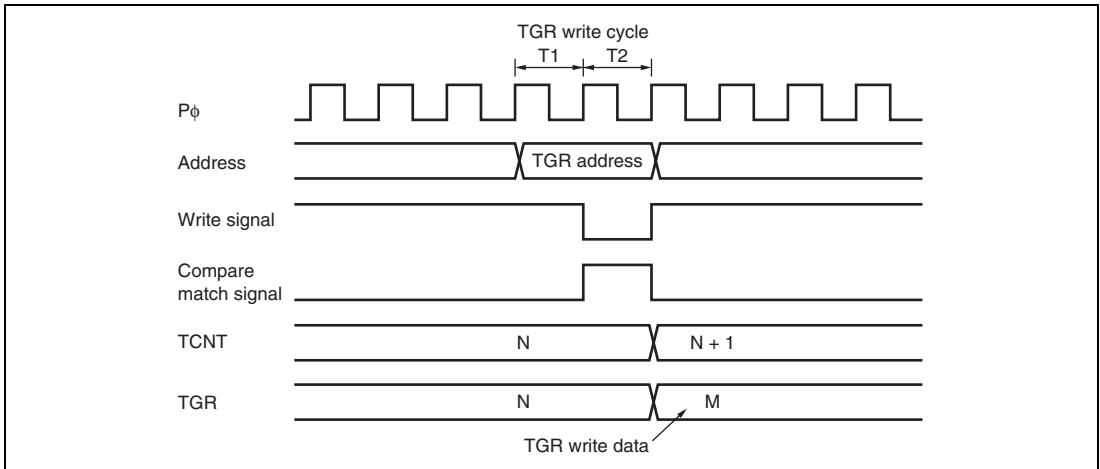 TGR write cycle
T1 T2
Pϕ
Address TGR address
Write signal
Compare
match signal
TCNT N N + 1
TGR N M
TGR write data